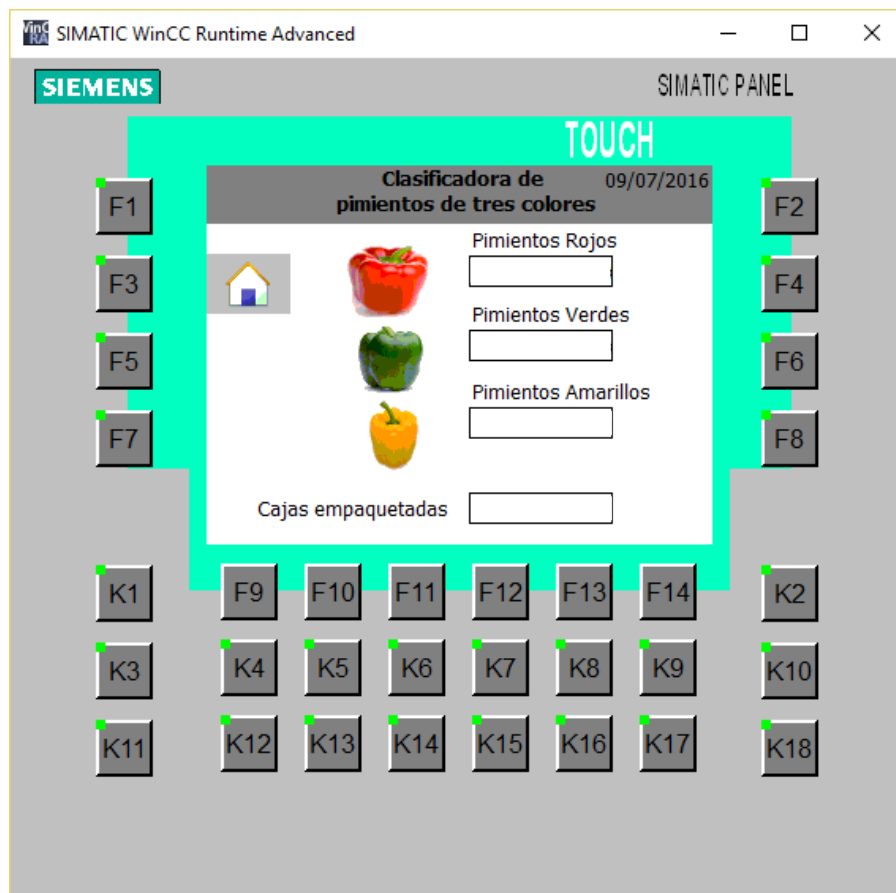 SIMATIC WinCC Runtime Advanced
SIEMENS
SIMATIC PANEL
TOUCH
Clasificadora de
pimientos de tres colores
09/07/2016
F1
F2
Pimientos Rojos
F3
F4
Pimientos Verdes
F5
F6
Pimientos Amarillos
F7
F8
Cajas empaquetadas
K1
F9 F10 F11 F12 F13 F14
K2
K3
K4 K5 K6 K7 K8 K9
K10
K11
K12 K13 K14 K15 K16 K17
K18